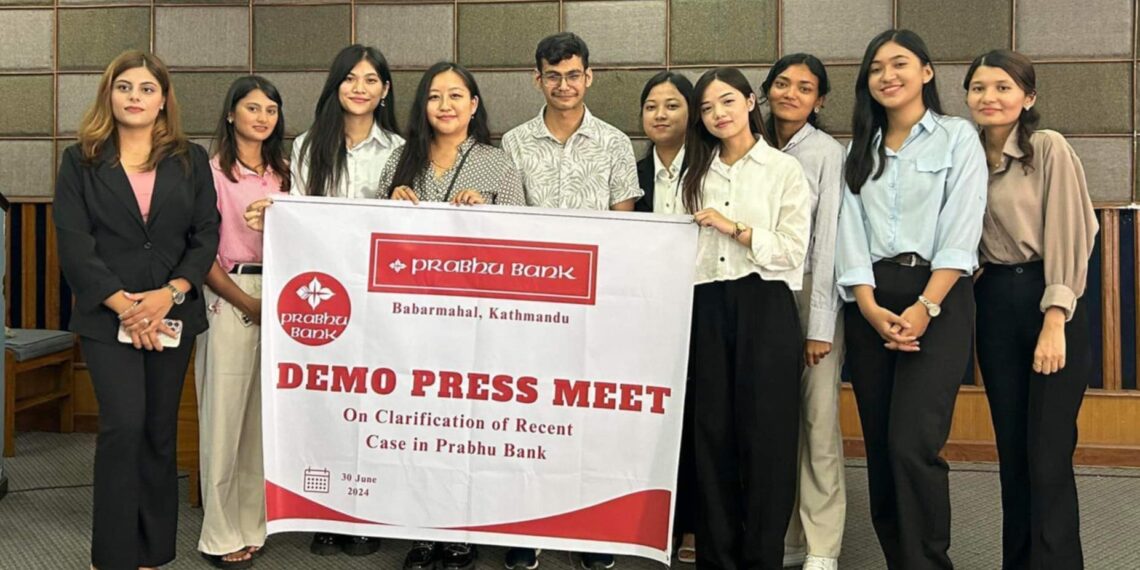 PRABHU BANK
Babarmahal, Kathmandu
PRABHU
BANK
DEMO PRESS MEET
On Clarification of Recent
Case in Prabhu Bank
30 June
2024